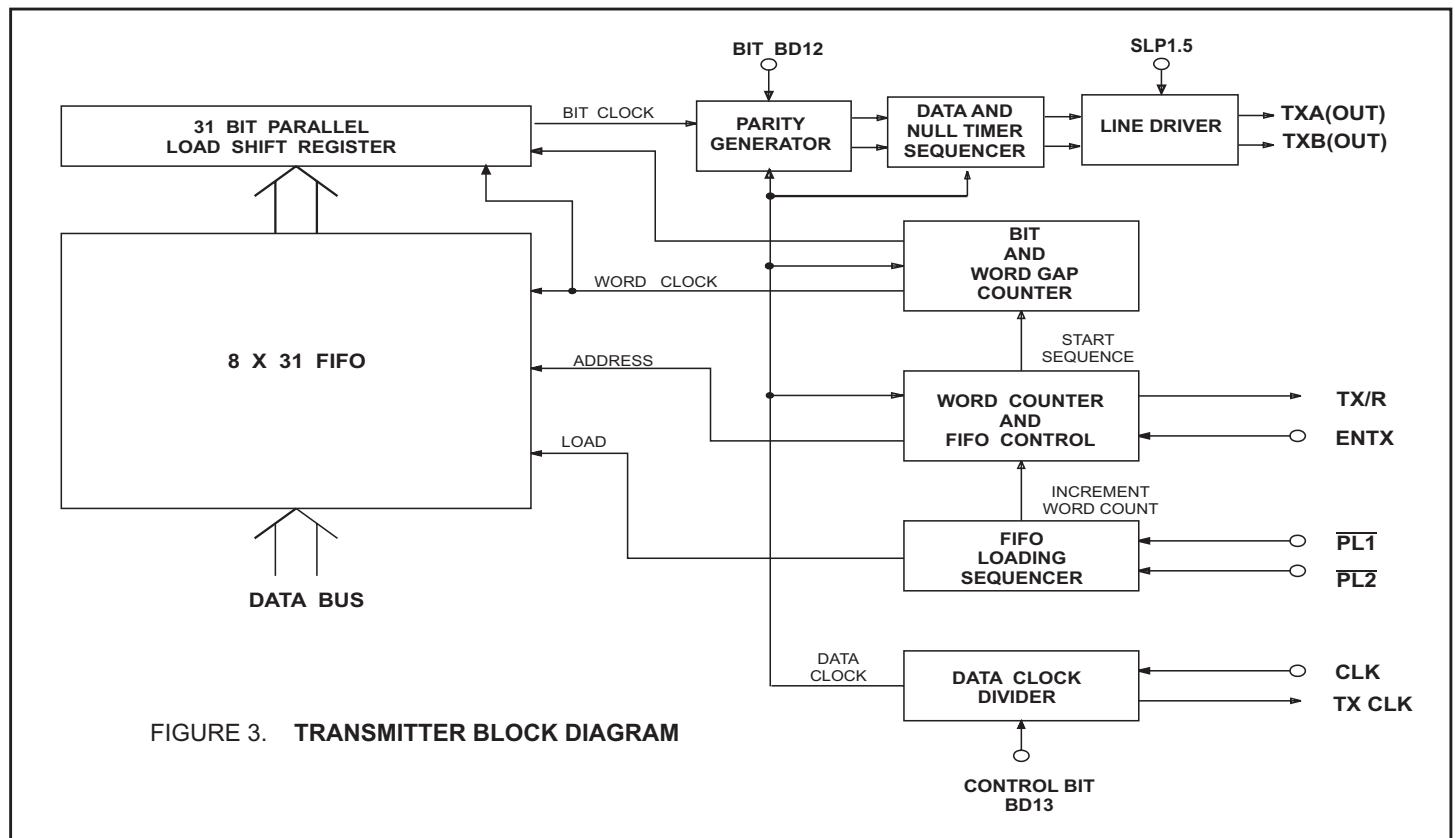 BIT BD12
SLP1.5
31 BIT PARALLEL
LOAD SHIFT REGISTER
BIT CLOCK
PARITY
GENERATOR
DATA AND
NULL TIMER
SEQUENCER
LINE DRIVER
TXA(OUT)
TXB(OUT)
8 X 31 FIFO
WORD CLOCK
BIT
AND
WORD GAP
COUNTER
START
SEQUENCE
ADDRESS
WORD COUNTER
AND
FIFO CONTROL
TX/R
ENTX
LOAD
INCREMENT
WORD COUNT
FIFO
LOADING
SEQUENCER
PL1
PL2
DATA BUS
DATA
CLOCK
DATA CLOCK
DIVIDER
CLK
TX CLK
CONTROL BIT
BD13
FIGURE 3. TRANSMITTER BLOCK DIAGRAM